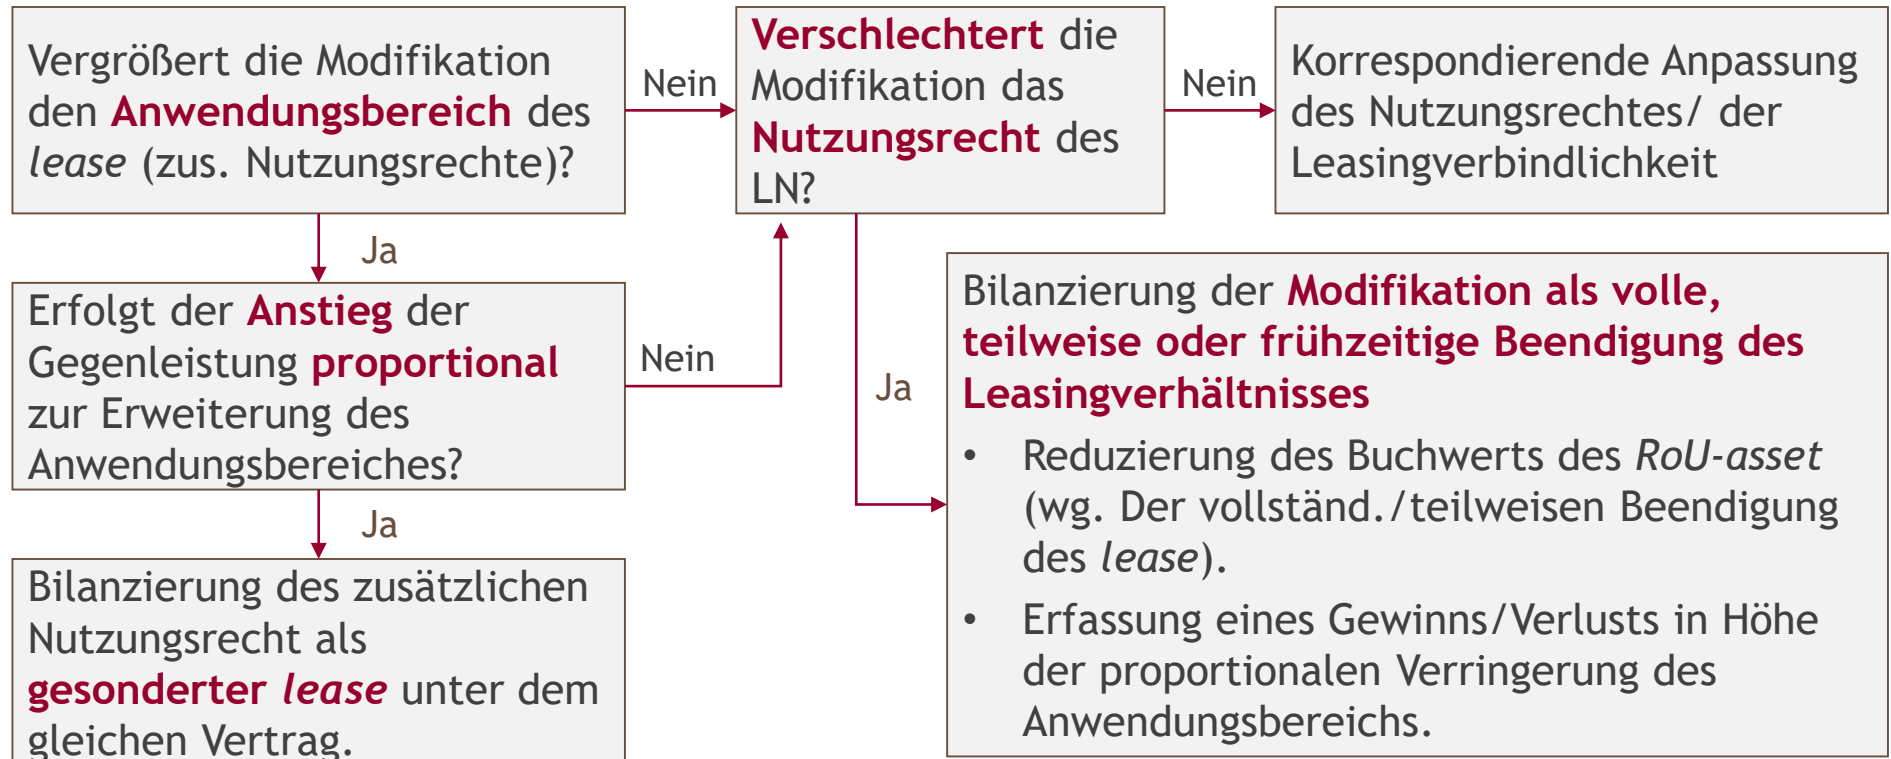 Vergrößert die Modifikation
den Anwendungsbereich des
lease (zus. Nutzungsrechte)?
Nein
Verschlechtert die
Modifikation das
Nutzungsrecht des
LN?
Nein
Korrespondierende Anpassung
des Nutzungsrechtes/ der
Leasingverbindlichkeit
Ja
Erfolgt der Anstieg der
Gegenleistung proportional
zur Erweiterung des
Anwendungsbereiches?
Nein
Ja
Bilanzierung der Modifikation als volle,
teilweise oder frühzeitige Beendigung des
Leasingverhältnisses
• Reduzierung des Buchwerts des RoU-asset
(wg. Der vollständ./teilweisen Beendigung
des lease).
• Erfassung eines Gewinns/Verlusts in Höhe
der proportionalen Verringerung des
Anwendungsbereichs.
Ja
Bilanzierung des zusätzlichen
Nutzungsrecht als
gesonderter lease unter dem
gleichen Vertrag.